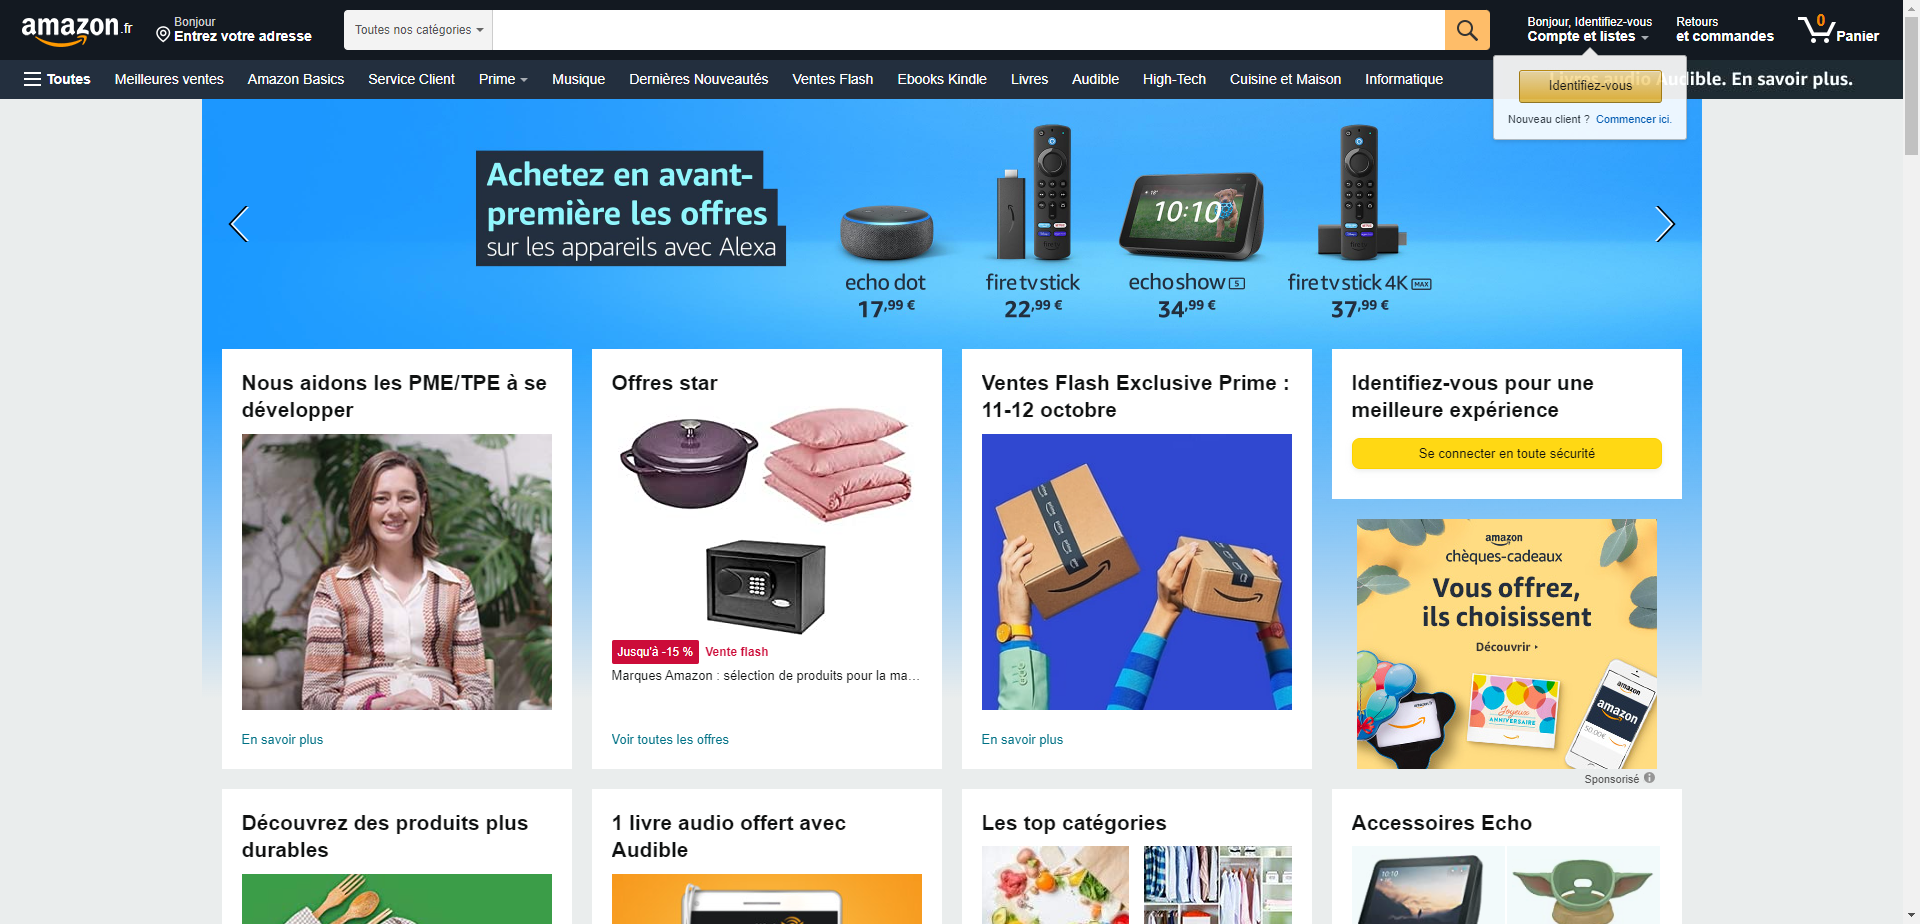 amazon.fr
Bonjour
Entrez votre adresse
Toutes nos catégories
Bonjour, Identifiez-vous
Compte et listes
Retours
et commandes
0
Panier
Toutes
Meilleures ventes
Amazon Basics
Service Client
Prime
Musique
Dernières Nouveautés
Ventes Flash
Ebooks Kindle
Livres
Audible
High-Tech
Cuisine et Maison
Informatique
Livres audio Audible. En savoir plus.
Identifiez-vous
Nouveau client ? Commencer ici.
Achetez en avant-
première les offres
sur les appareils avec Alexa
10:10
echo dot
17,99 €
fire tv stick
22,99 €
echo show 5
34,99 €
fire tv stick 4K MAX
37,99 €
Nous aidons les PME/TPE à se
développer
En savoir plus
Offres star
Jusqu'à -15 %
Vente flash
Marques Amazon : sélection de produits pour la ma…
Voir toutes les offres
Ventes Flash Exclusive Prime :
11-12 octobre
En savoir plus
Identifiez-vous pour une
meilleure expérience
Se connecter en toute sécurité
amazon
chèques-cadeaux
Vous offrez,
ils choisissent
Découvrir
Joyeux
ANNIVERSAIRE
amazon
amazon
50.00€
Sponsorisé
Découvrez des produits plus
durables
1 livre audio offert avec
Audible
Les top catégories
Accessoires Echo
10:10